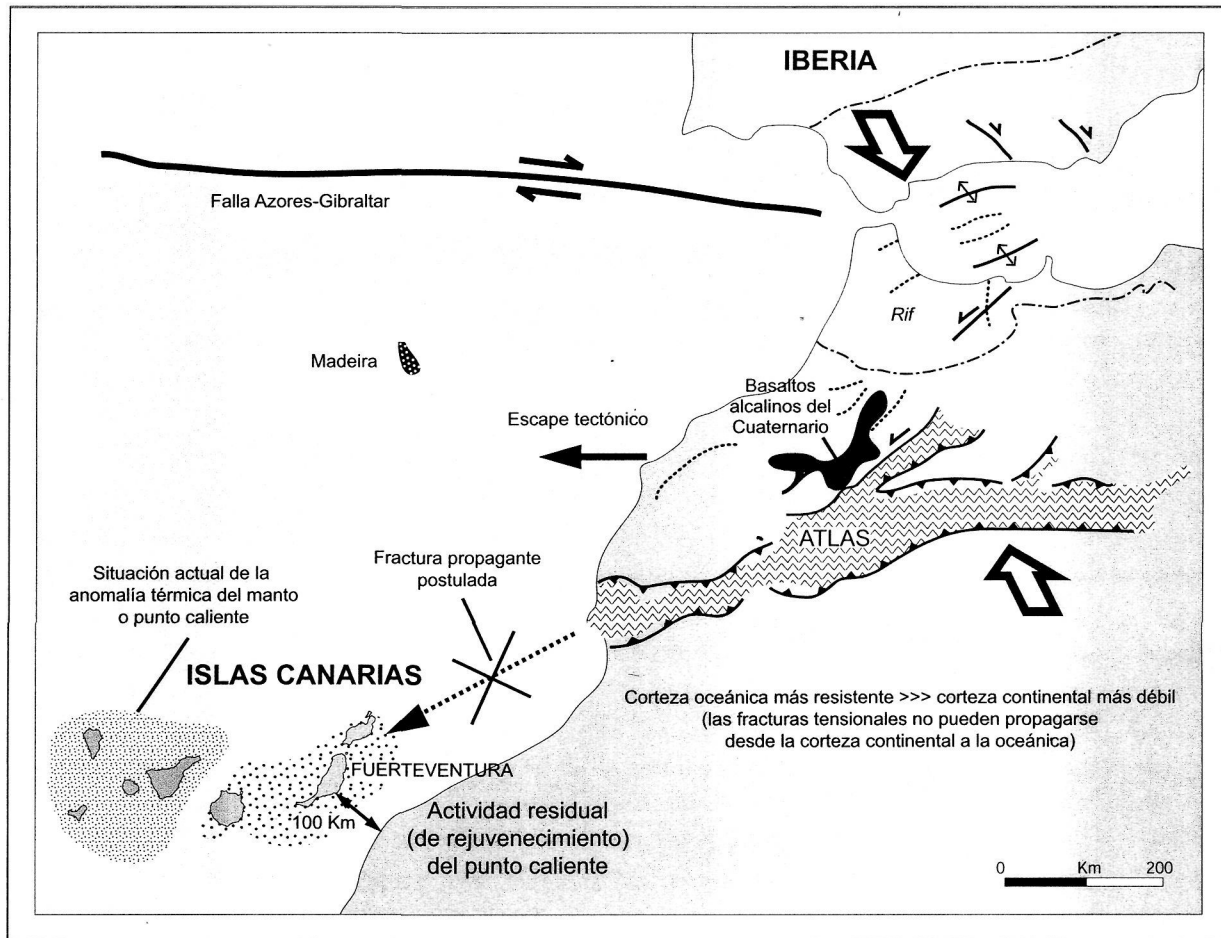 IBERIA
Falla Azores-Gibraltar
Rif
Madeira
Basaltos
alcalinos del
Cuaternario
Escape tectónico
ATLAS
Fractura propagante
postulada
Situación actual de la
anomalía térmica del manto
o punto caliente
ISLAS CANARIAS
Corteza oceánica más resistente >>> corteza continental más débil
(las fracturas tensionales no pueden propagarse
desde la corteza continental a la oceánica)
FUERTEVENTURA
100 Km
Actividad residual
(de rejuvenecimiento)
del punto caliente
0 Km 200